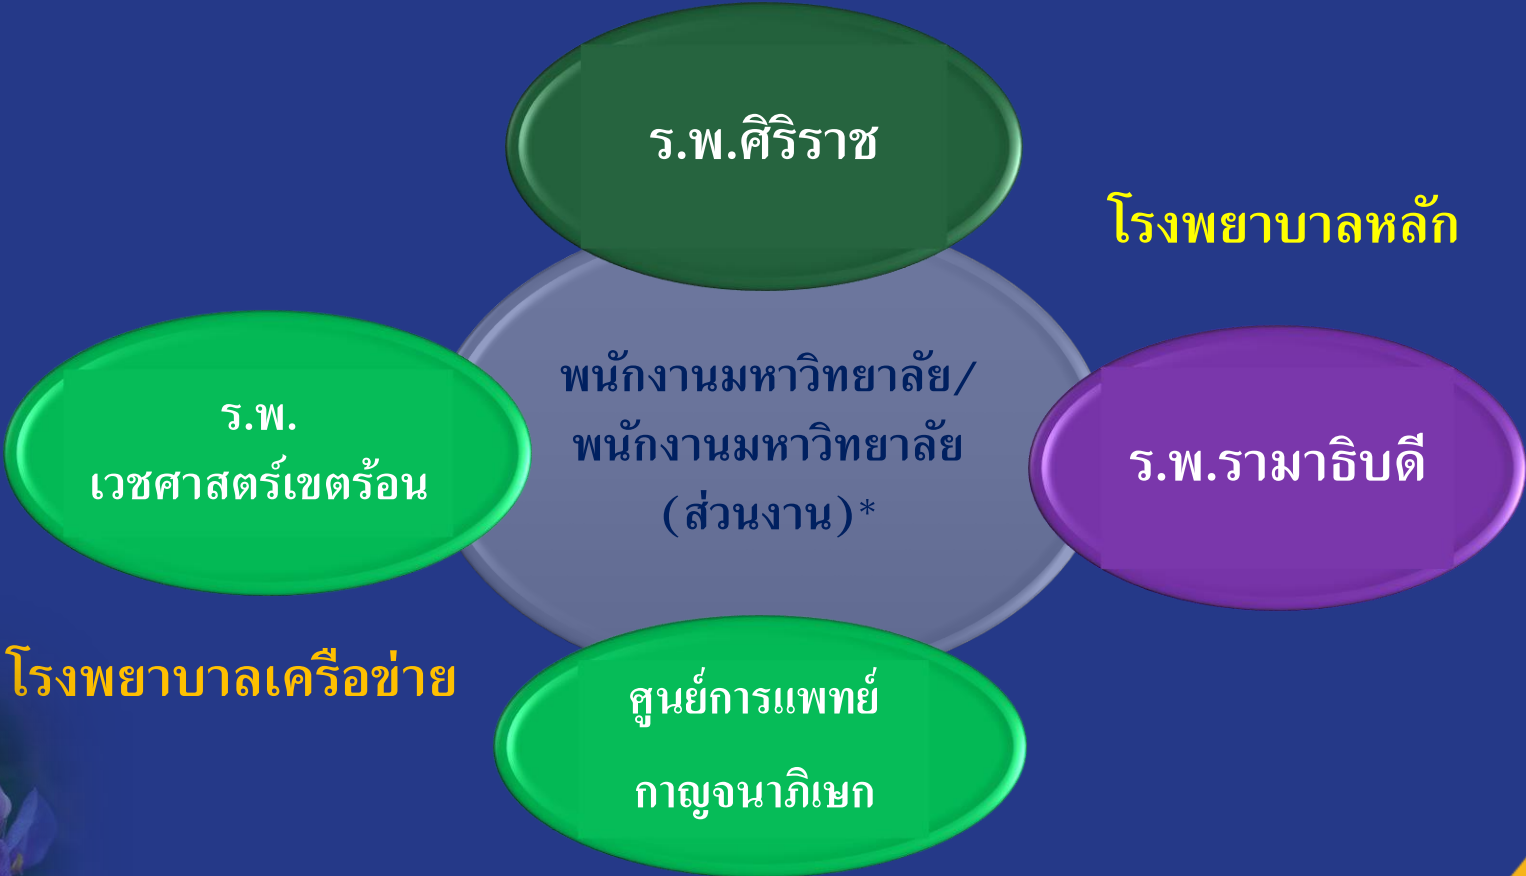 ร.พ.ศิริราช
โรงพยาบาลหลัก
พนักงานมหาวิทยาลัย/
พนักงานมหาวิทยาลัย
(ส่วนงาน)*
ร.พ.
เวชศาสตร์เขตร้อน
ร.พ.รามาธิบดี
โรงพยาบาลเครือข่าย
ศูนย์การแพทย์
กาญจนาภิเษก